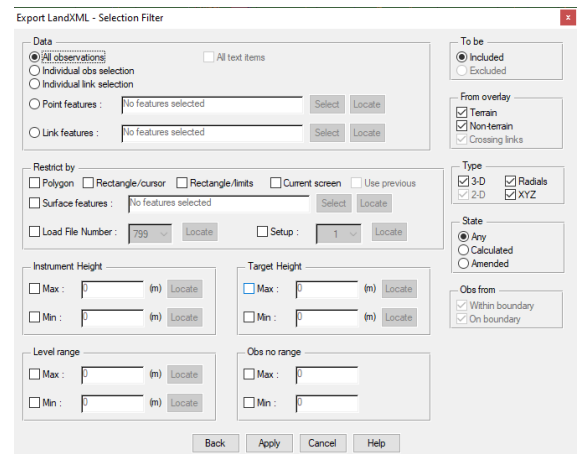 Export LandXML - Selection Filter x
Data
All observations All text items
Individual obs selection
Individual link selection
Point features : No features selected Select Locate
Link features : No features selected Select Locate
To be
Included
Excluded
From overlay
Terrain
Non-terrain
Crossing links
Restrict by
Polygon Rectangle/cursor Rectangle/limits Current screen Use previous
Surface features : No features selected Select Locate
Load File Number : 799 Locate Setup : 1 Locate
Type
3-D Radials
2-D XYZ
State
Any
Calculated
Amended
Instrument Height
Max : 0 (m) Locate
Min : 0 (m) Locate
Target Height
Max : 0 (m) Locate
Min : 0 (m) Locate
Obs from
Within boundary
On boundary
Level range
Max : 0 (m) Locate
Min : 0 (m) Locate
Obs no range
Max : 0
Min : 0
Back Apply Cancel Help